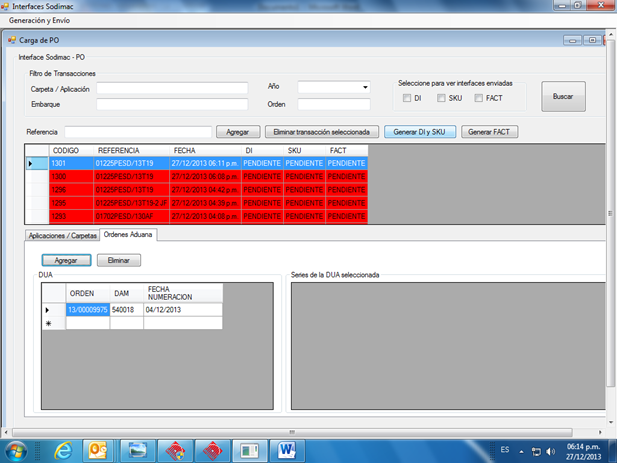 Interfaces Sodimac
Generación y Envío
Carga de PO
Interface Sodimac - PO
Filtro de Transacciones
Carpeta / Aplicación
Año
Seleccione para ver interfaces enviadas
Embarque
Orden
DI SKU FACT
Buscar
Referencia
Agregar
Eliminar transacción seleccionada
Generar DI y SKU
Generar FACT
CODIGO REFERENCIA FECHA DI SKU FACT
1301 01225PESD/13T19 27/12/2013 06:11 p.m. PENDIENTE PENDIENTE PENDIENTE
1300 01225PESD/13T19 27/12/2013 06:08 p.m. PENDIENTE PENDIENTE PENDIENTE
1296 01225PESD/13T19 27/12/2013 04:42 p.m. PENDIENTE PENDIENTE PENDIENTE
1295 01225PESD/13T19-2 JF 27/12/2013 04:39 p.m. PENDIENTE PENDIENTE PENDIENTE
1293 01702PESD/130AF 27/12/2013 04:08 p.m. PENDIENTE PENDIENTE PENDIENTE
Aplicaciones / Carpetas Ordenes Aduana
Agregar Eliminar
DUA
Series de la DUA seleccionada
ORDEN DAM FECHA NUMERACION
13/00009975 540018 04/12/2013
ES
06:14 p.m.
27/12/2013